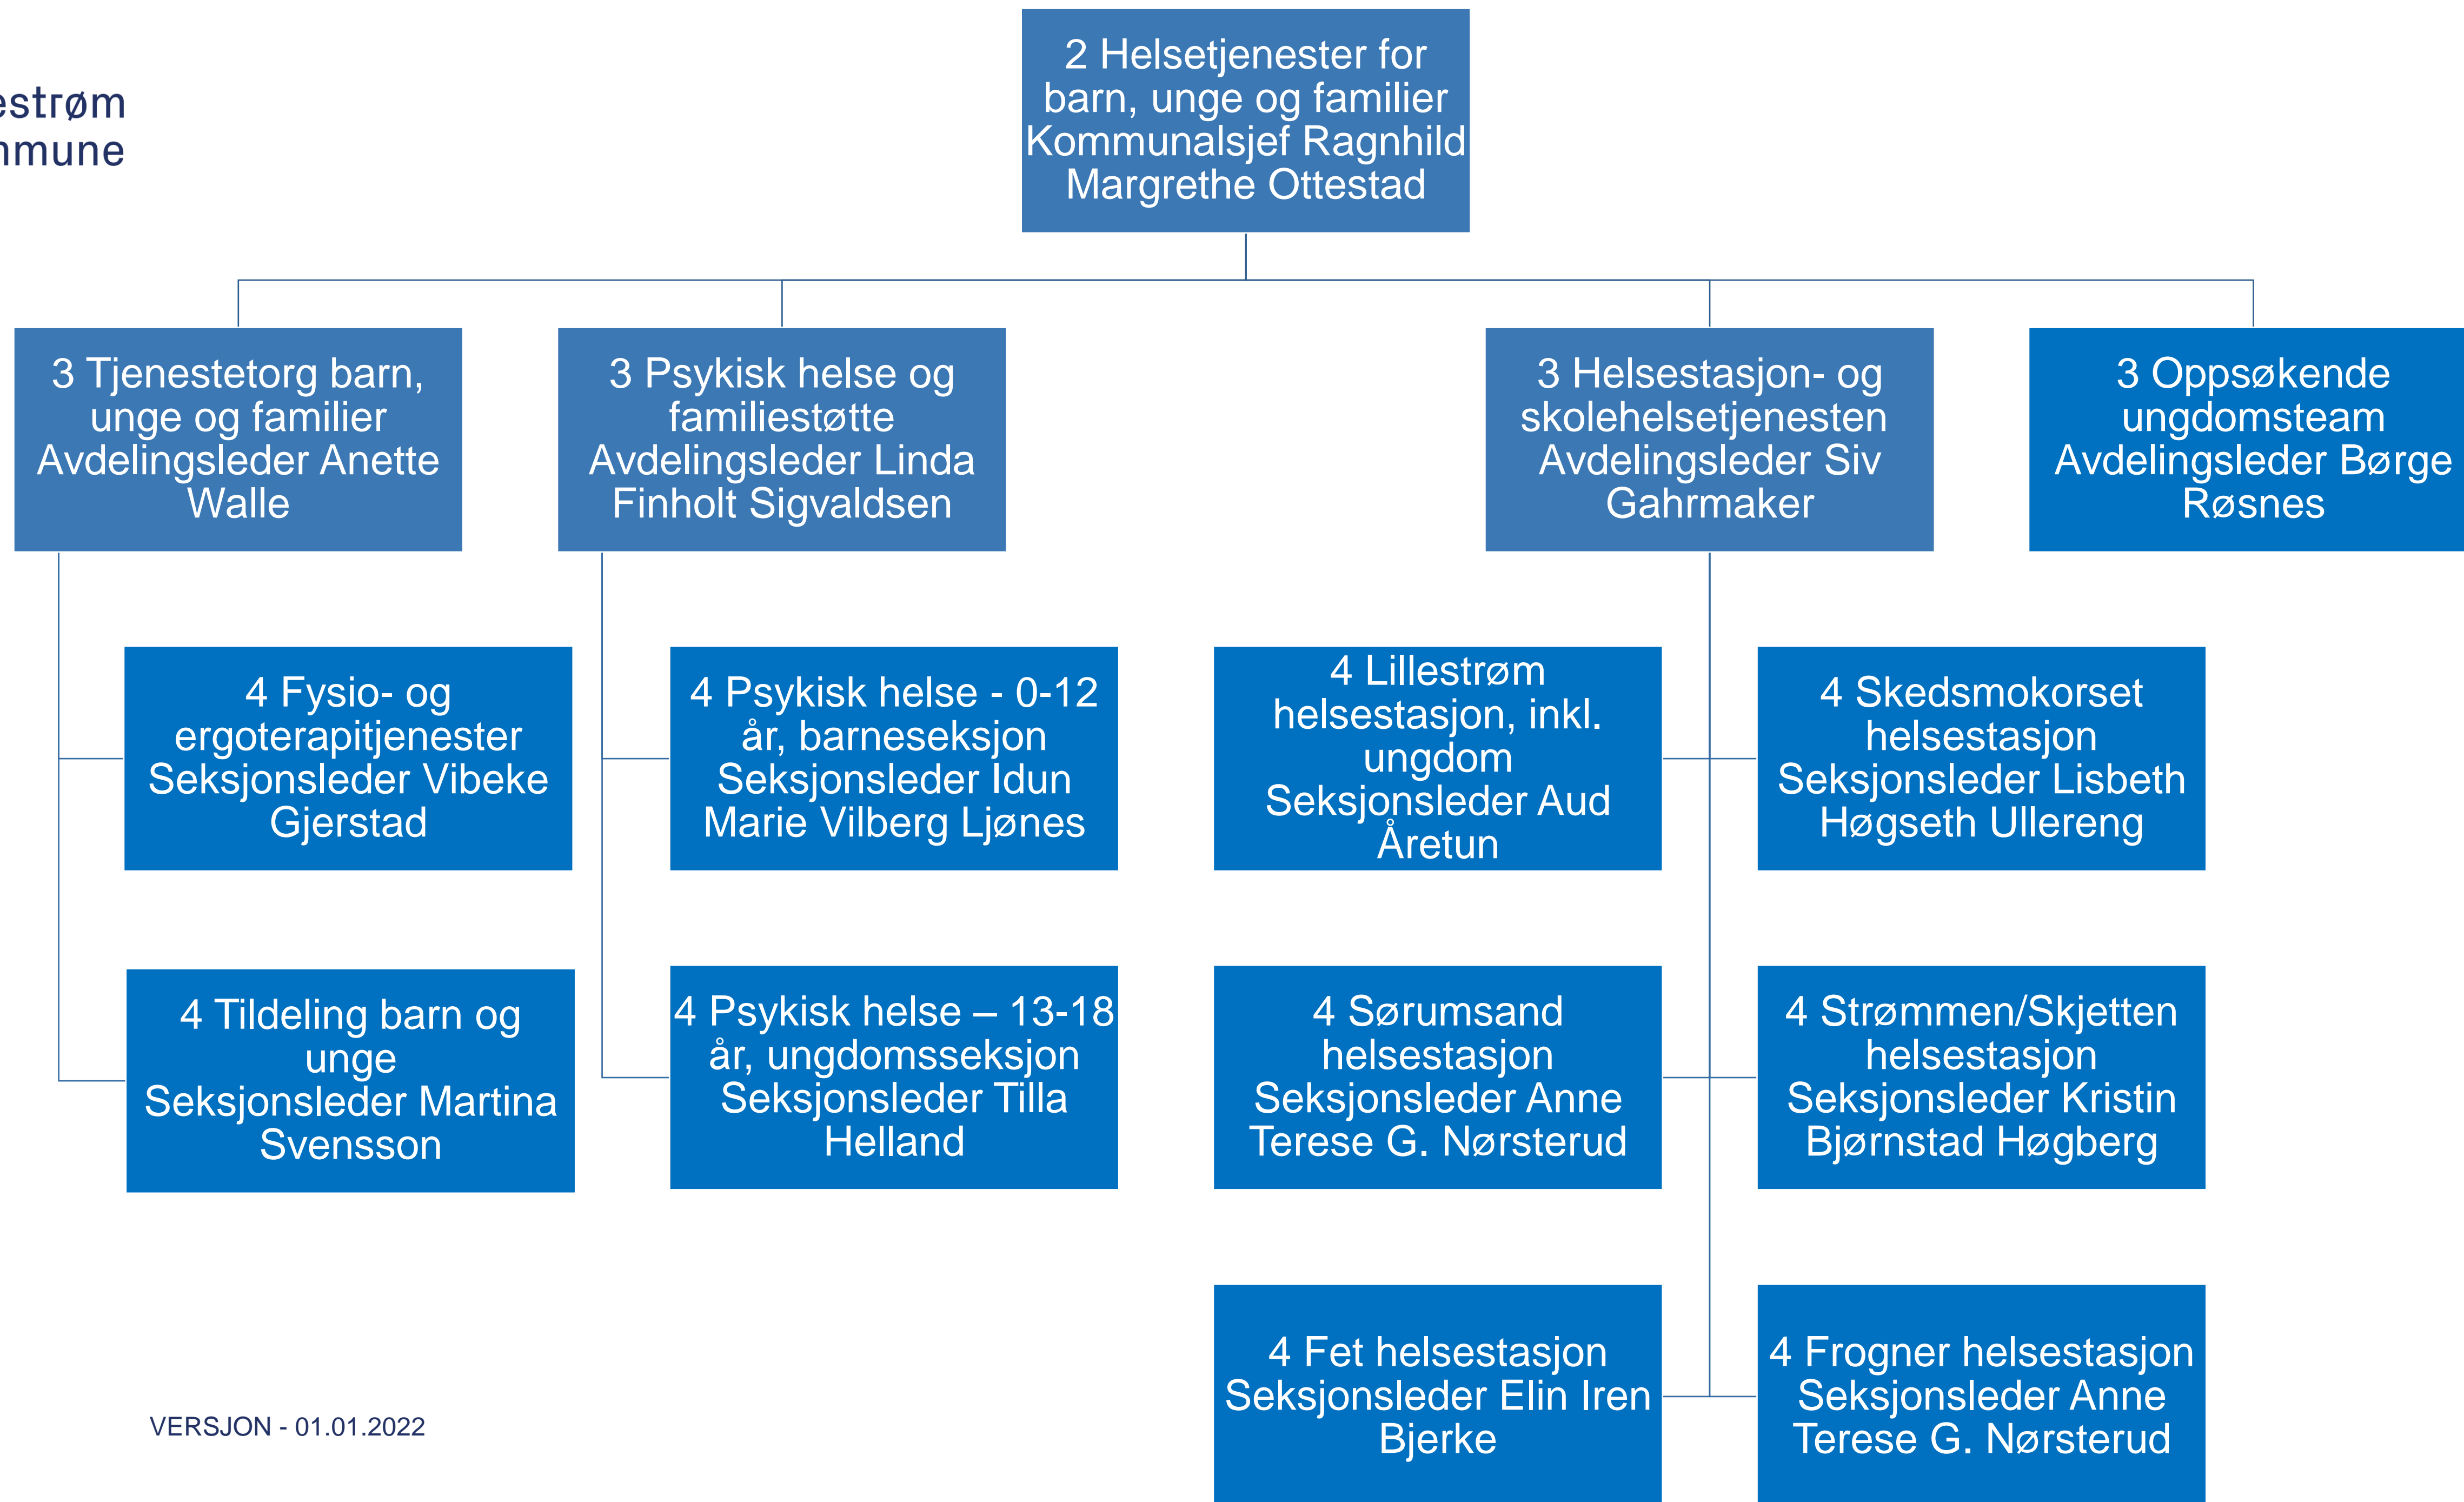 estrøm
mmune
2 Helsetjenester for
barn, unge og familier
Kommunalsjef Ragnhild
Margrethe Ottestad
3 Tjenestetorg barn,
unge og familier
Avdelingsleder Anette
Walle
3 Psykisk helse og
familiestøtte
Avdelingsleder Linda
Finholt Sigvaldsen
3 Helsestasjon- og
skolehelsetjenesten
Avdelingsleder Siv
Gahrmaker
3 Oppsøkende
ungdomsteam
Avdelingsleder Børge
Røsnes
4 Fysio- og
ergoterapitjenester
Seksjonsleder Vibeke
Gjerstad
4 Psykisk helse - 0-12
år, barneseksjon
Seksjonsleder Idun
Marie Vilberg Ljønes
4 Lillestrøm
helsestasjon, inkl.
ungdom
Seksjonsleder Aud
Åretun
4 Skedsmokorset
helsestasjon
Seksjonsleder Lisbeth
Høgseth Ullereng
4 Tildeling barn og
unge
Seksjonsleder Martina
Svensson
4 Psykisk helse – 13-18
år, ungdomsseksjon
Seksjonsleder Tilla
Helland
4 Sørumsand
helsestasjon
Seksjonsleder Anne
Terese G. Nørsterud
4 Strømmen/Skjetten
helsestasjon
Seksjonsleder Kristin
Bjørnstad Høgberg
4 Fet helsestasjon
Seksjonsleder Elin Iren
Bjerke
4 Frogner helsestasjon
Seksjonsleder Anne
Terese G. Nørsterud
VERSJON - 01.01.2022